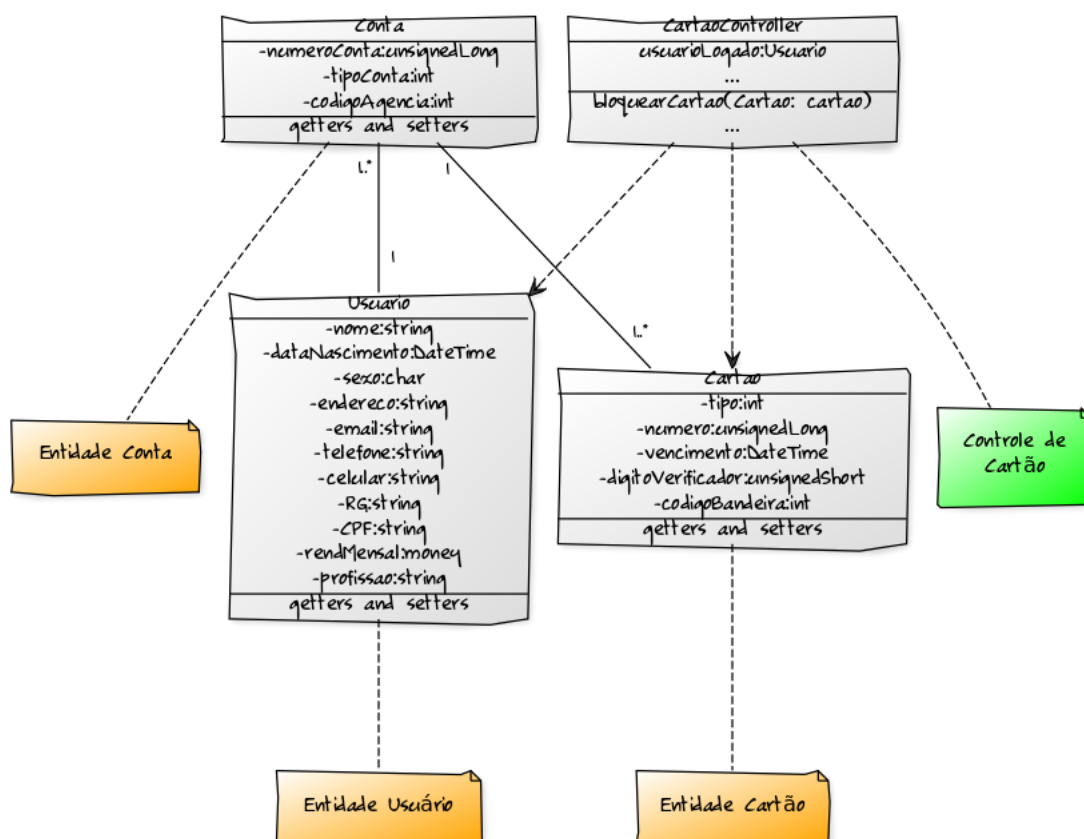 Conta
-numeroConta:unsignedLong
-tipoConta:int
-codigoAgencia:int
getters and setters
CartaoController
usuarioLogado:Usuario
...
bloquearCartao(Cartao: cartao)
...
1..*
1
1
1..*
Usuario
-nome:string
-dataNascimento:DateTime
-sexo:char
-endereco:string
-email:string
-telefone:string
-celular:string
-RG:string
-CPF:string
-rendMensal:money
-profissao:string
getters and setters
Cartao
-tipo:int
-numero:unsignedLong
-vencimento:DateTime
-digitoVerificador:unsignedShort
-codigoBandeira:int
getters and setters
Entidade Conta
Controle de
Cartão
Entidade Usuário
Entidade Cartão